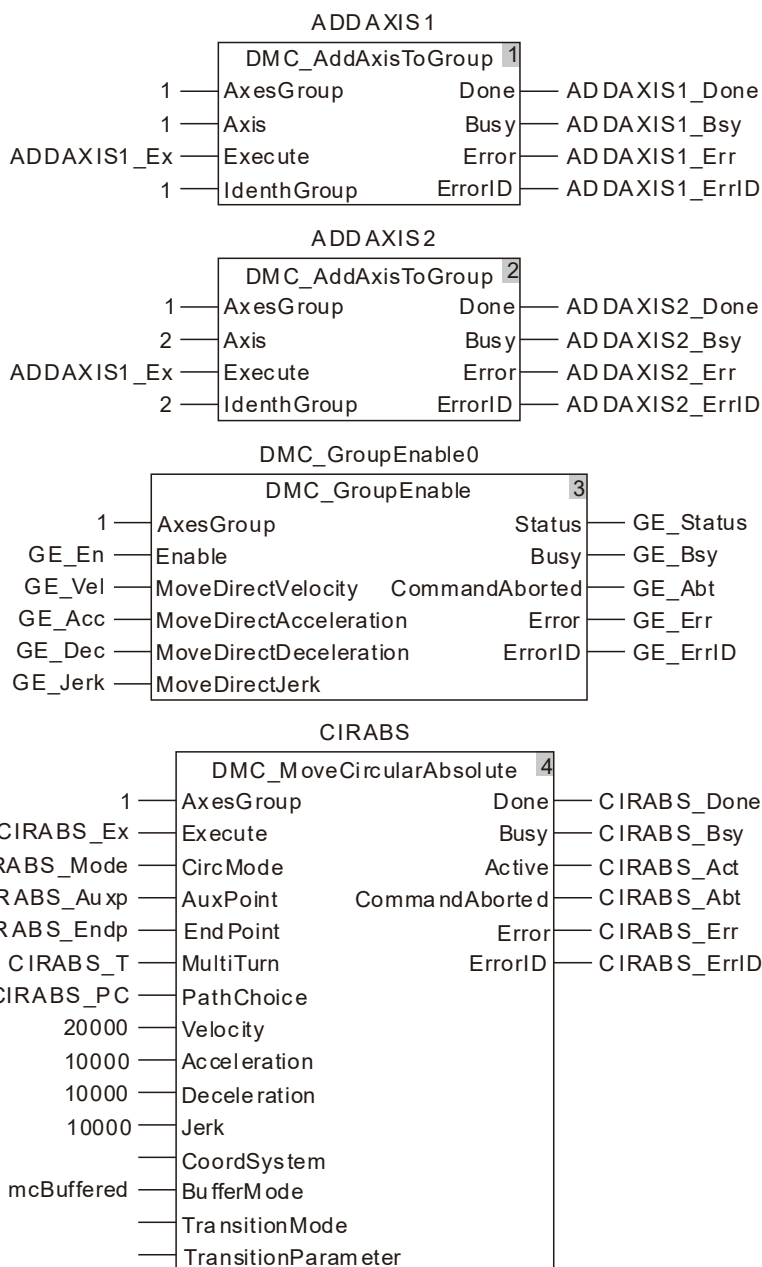 ADDAXIS1
DMC_AddAxisToGroup 1
1 AxesGroup Done ADDAXIS1_Done
1 Axis Busy ADDAXIS1_Bsy
ADDAXIS1_Ex Execute Error ADDAXIS1_Err
1 IdenthGroup ErrorID ADDAXIS1_ErrID
ADDAXIS2
DMC_AddAxisToGroup 2
1 AxesGroup Done ADDAXIS2_Done
2 Axis Busy ADDAXIS2_Bsy
ADDAXIS1_Ex Execute Error ADDAXIS2_Err
2 IdenthGroup ErrorID ADDAXIS2_ErrID
DMC_GroupEnable0
DMC_GroupEnable 3
1 AxesGroup Status GE_Status
GE_En Enable Busy GE_Bsy
GE_Vel MoveDirectVelocity CommandAborted GE_Abt
GE_Acc MoveDirectAcceleration Error GE_Err
GE_Dec MoveDirectDeceleration ErrorID GE_ErrID
GE_Jerk MoveDirectJerk
CIRABS
DMC_MoveCircularAbsolute 4
1 AxesGroup Done CIRABS_Done
CIRABS_Ex Execute Busy CIRABS_Bsy
RABS_Mode CircMode Active CIRABS_Act
RABS_Auxp AuxPoint CommandAborted CIRABS_Abt
RABS_Endp EndPoint Error CIRABS_Err
CIRABS_T MultiTurn ErrorID CIRABS_ErrID
CIRABS_PC PathChoice
20000 Velocity
10000 Acceleration
10000 Deceleration
10000 Jerk
CoordSystem
mcBuffered BufferMode
TransitionMode
TransitionParameter